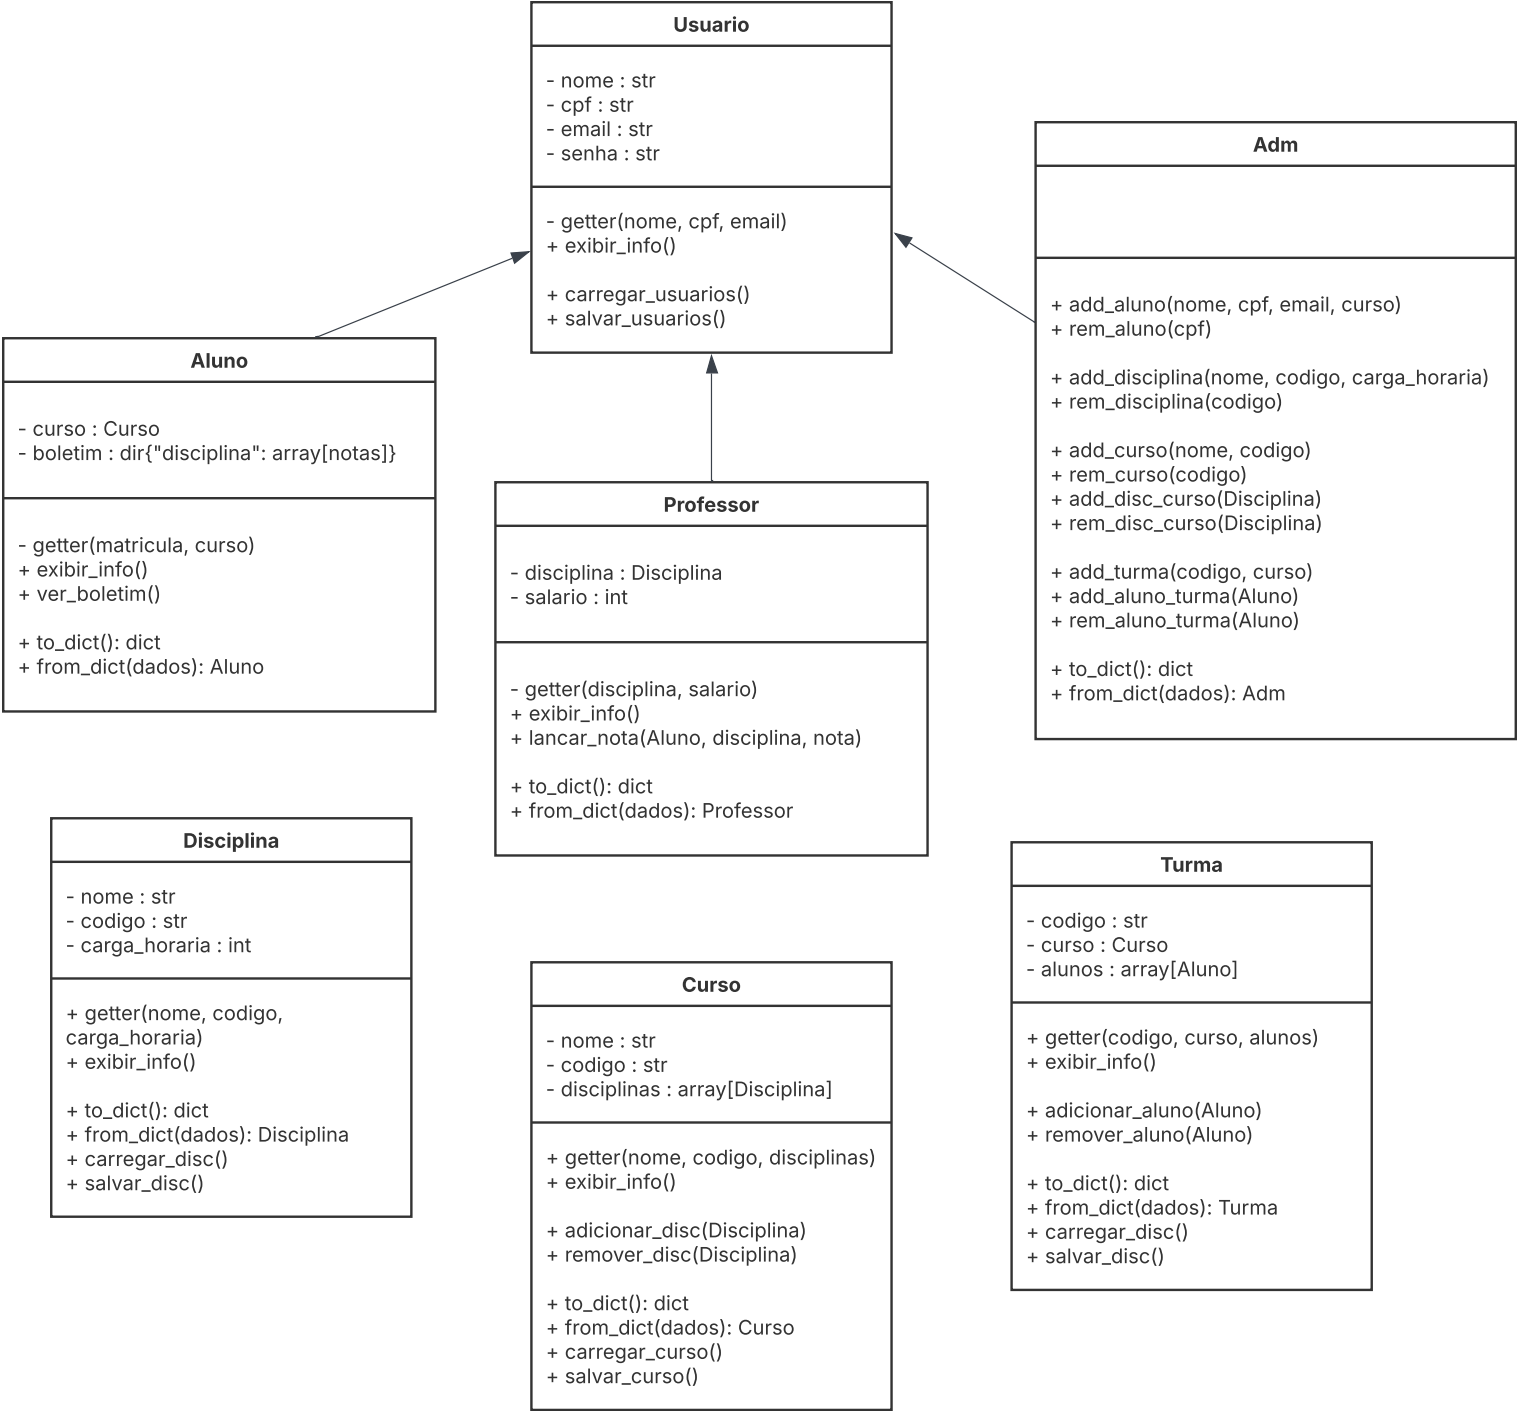 Usuario
- nome : str
- cpf : str
- email : str
- senha : str
- getter(nome, cpf, email)
+ exibir_info()
+ carregar_usuarios()
+ salvar_usuarios()
Adm
+ add_aluno(nome, cpf, email, curso)
+ rem_aluno(cpf)
+ add_disciplina(nome, codigo, carga_horaria)
+ rem_disciplina(codigo)
+ add_curso(nome, codigo)
+ rem_curso(codigo)
+ add_disc_curso(Disciplina)
+ rem_disc_curso(Disciplina)
+ add_turma(codigo, curso)
+ add_aluno_turma(Aluno)
+ rem_aluno_turma(Aluno)
+ to_dict(): dict
+ from_dict(dados): Adm
Aluno
- curso : Curso
- boletim : dir{"disciplina": array[notas]}
- getter(matricula, curso)
+ exibir_info()
+ ver_boletim()
+ to_dict(): dict
+ from_dict(dados): Aluno
Professor
- disciplina : Disciplina
- salario : int
- getter(disciplina, salario)
+ exibir_info()
+ lancar_nota(Aluno, disciplina, nota)
+ to_dict(): dict
+ from_dict(dados): Professor
Disciplina
- nome : str
- codigo : str
- carga_horaria : int
+ getter(nome, codigo,
carga_horaria)
+ exibir_info()
+ to_dict(): dict
+ from_dict(dados): Disciplina
+ carregar_disc()
+ salvar_disc()
Turma
- codigo : str
- curso : Curso
- alunos : array[Aluno]
+ getter(codigo, curso, alunos)
+ exibir_info()
+ adicionar_aluno(Aluno)
+ remover_aluno(Aluno)
+ to_dict(): dict
+ from_dict(dados): Turma
+ carregar_disc()
+ salvar_disc()
Curso
- nome : str
- codigo : str
- disciplinas : array[Disciplina]
+ getter(nome, codigo, disciplinas)
+ exibir_info()
+ adicionar_disc(Disciplina)
+ remover_disc(Disciplina)
+ to_dict(): dict
+ from_dict(dados): Curso
+ carregar_curso()
+ salvar_curso()